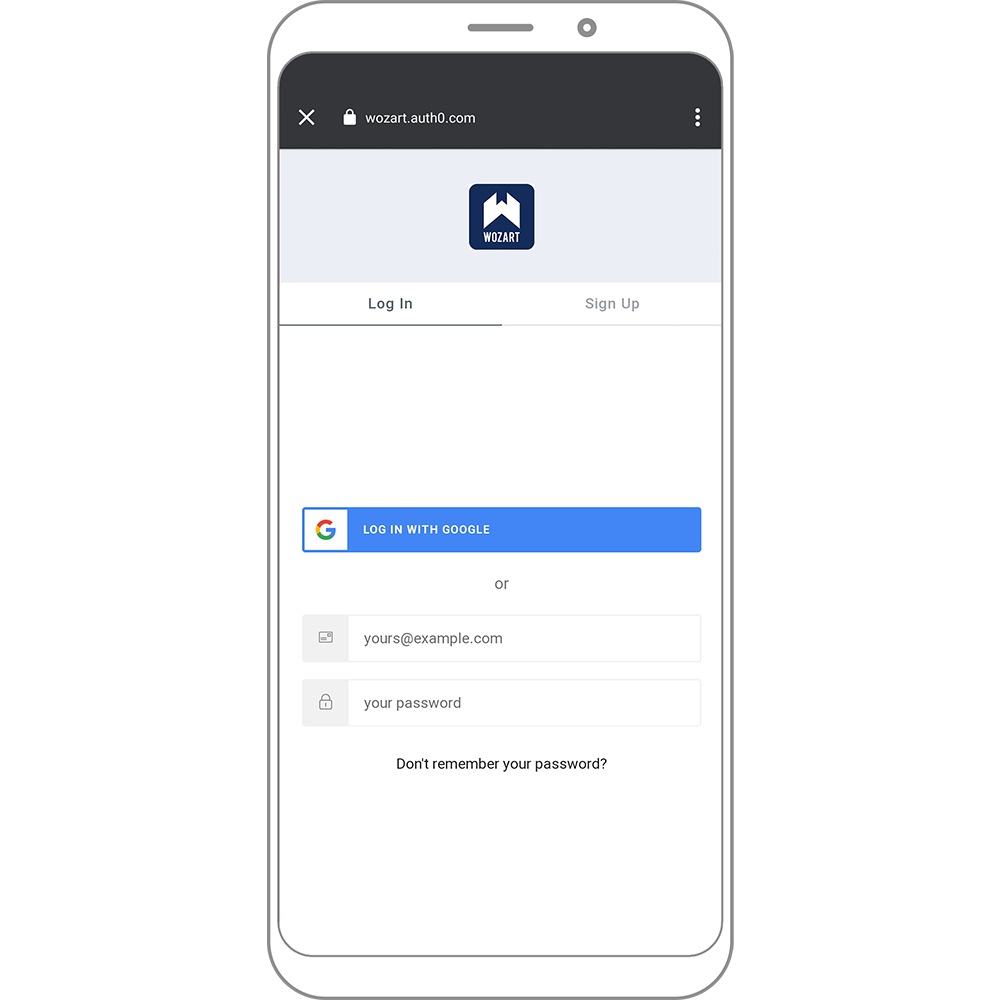 wozart.auth0.com
WOZART
Log In
Sign Up
LOG IN WITH GOOGLE
or
yours@example.com
your password
Don't remember your password?